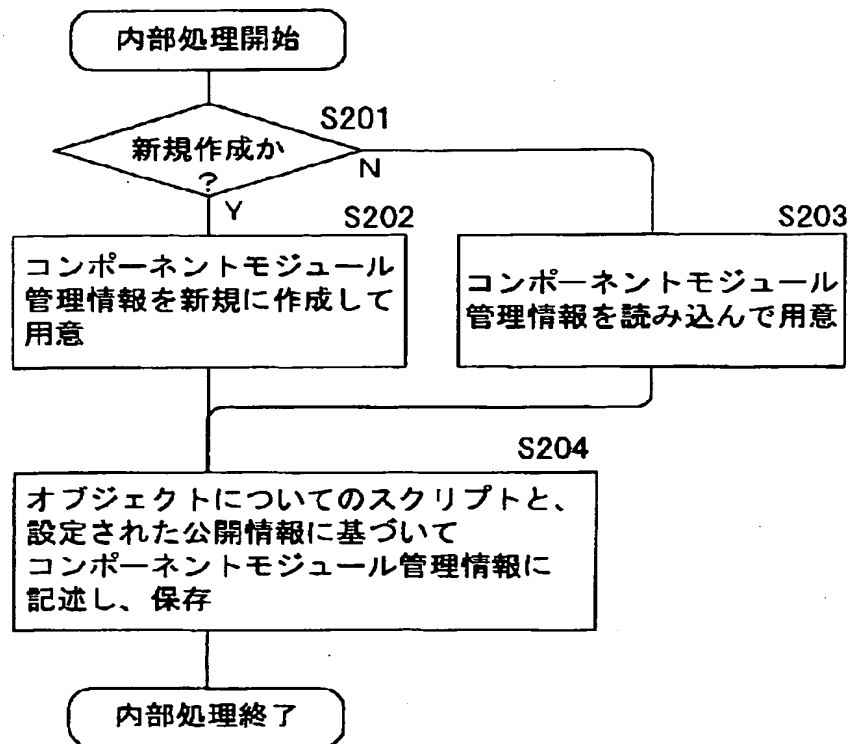 内部処理開始
S201
新規作成か
?
N
Y
S202
コンポーネントモジュール
管理情報を新規に作成して
用意
S203
コンポーネントモジュール
管理情報を読み込んで用意
S204
オブジェクトについてのスクリプトと、
設定された公開情報に基づいて
コンポーネントモジュール管理情報に
記述し、保存
内部処理終了